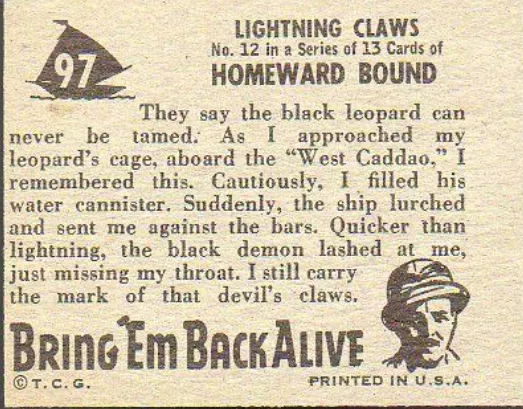 97
LIGHTNING CLAWS
No. 12 in a Series of 13 Cards of
HOMEWARD BOUND
They say the black leopard can
never be tamed. As I approached my
leopard's cage, aboard the "West Caddao," I
remembered this. Cautiously, I filled his
water cannister. Suddenly, the ship lurched
and sent me against the bars. Quicker than
lightning, the black demon lashed at me,
just missing my throat. I still carry
the mark of that devil's claws.
BRING 'EM BACK ALIVE
© T. C. G.
PRINTED IN U.S.A.